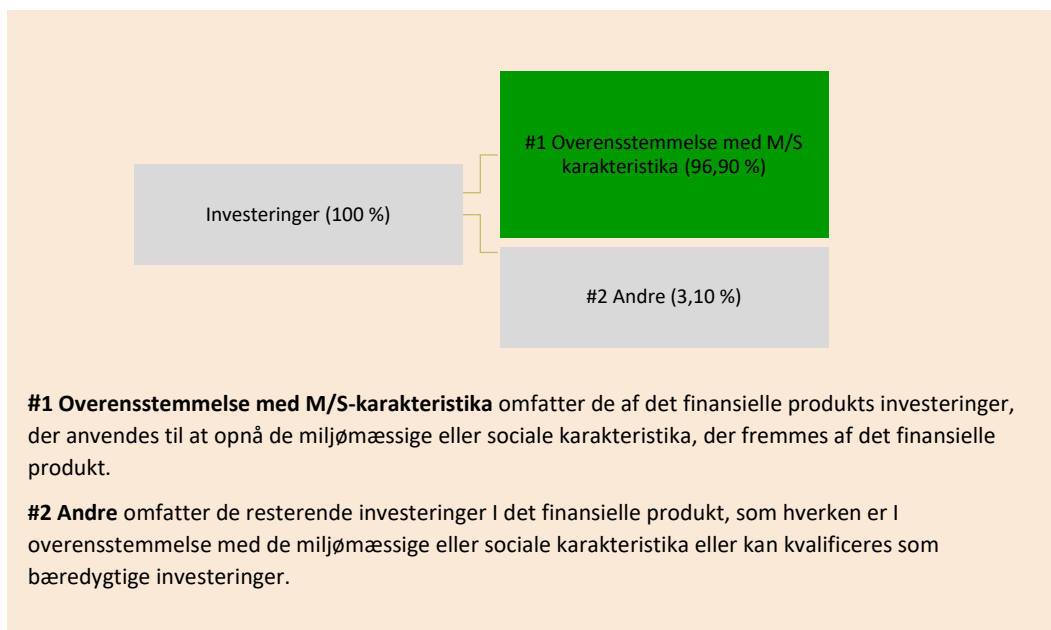 #1 Overensstemmelse med M/S
karakteristika (96,90 %)
Investeringer (100 %)
#2 Andre (3,10 %)
#1 Overensstemmelse med M/S-karakteristika omfatter de af det finansielle produkts investeringer,
der anvendes til at opnå de miljømæssige eller sociale karakteristika, der fremmes af det finansielle
produkt.
#2 Andre omfatter de resterende investeringer I det finansielle produkt, som hverken er I
overensstemmelse med de miljømæssige eller sociale karakteristika eller kan kvalificeres som
bæredygtige investeringer.